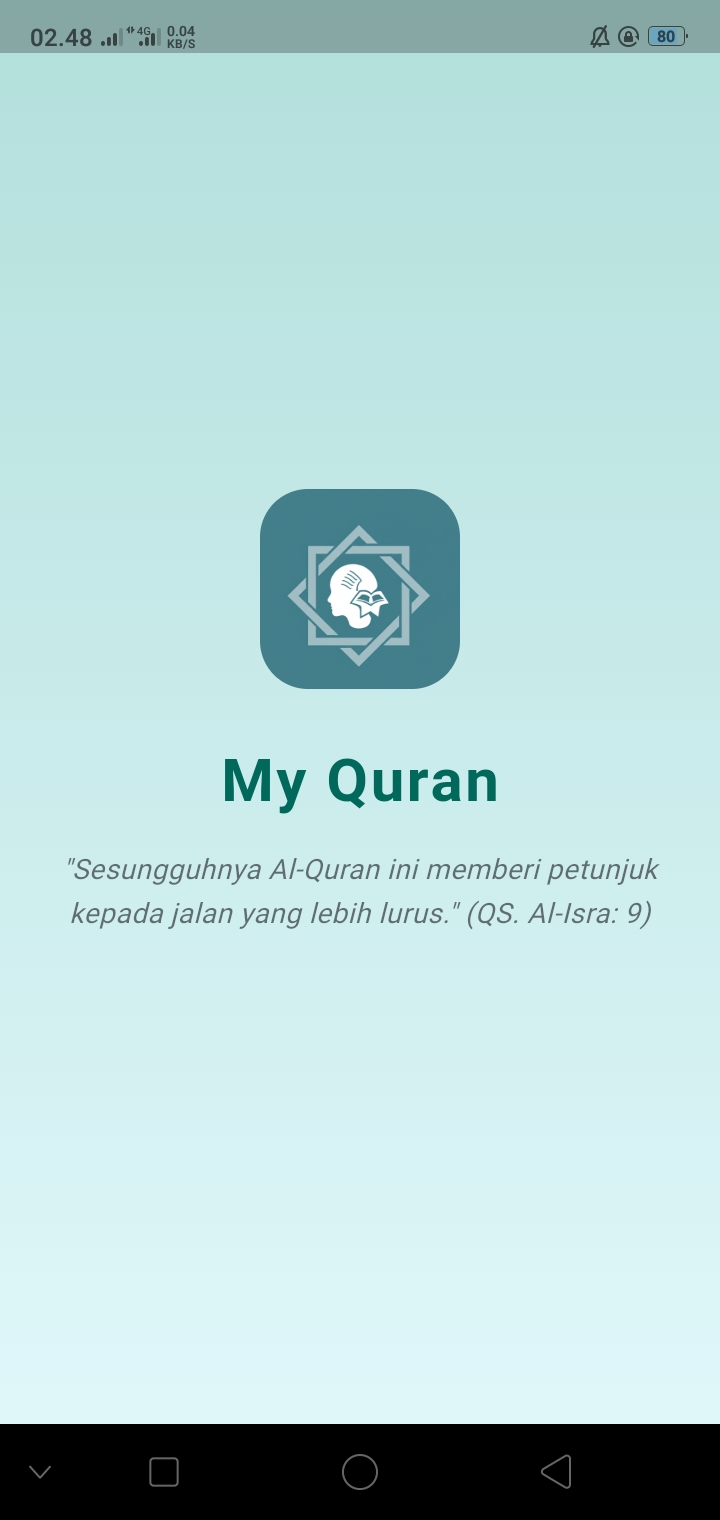 02.48 4G 0.04
KB/S 80
My Quran
"Sesungguhnya Al-Quran ini memberi petunjuk
kepada jalan yang lebih lurus." (QS. Al-Isra: 9)